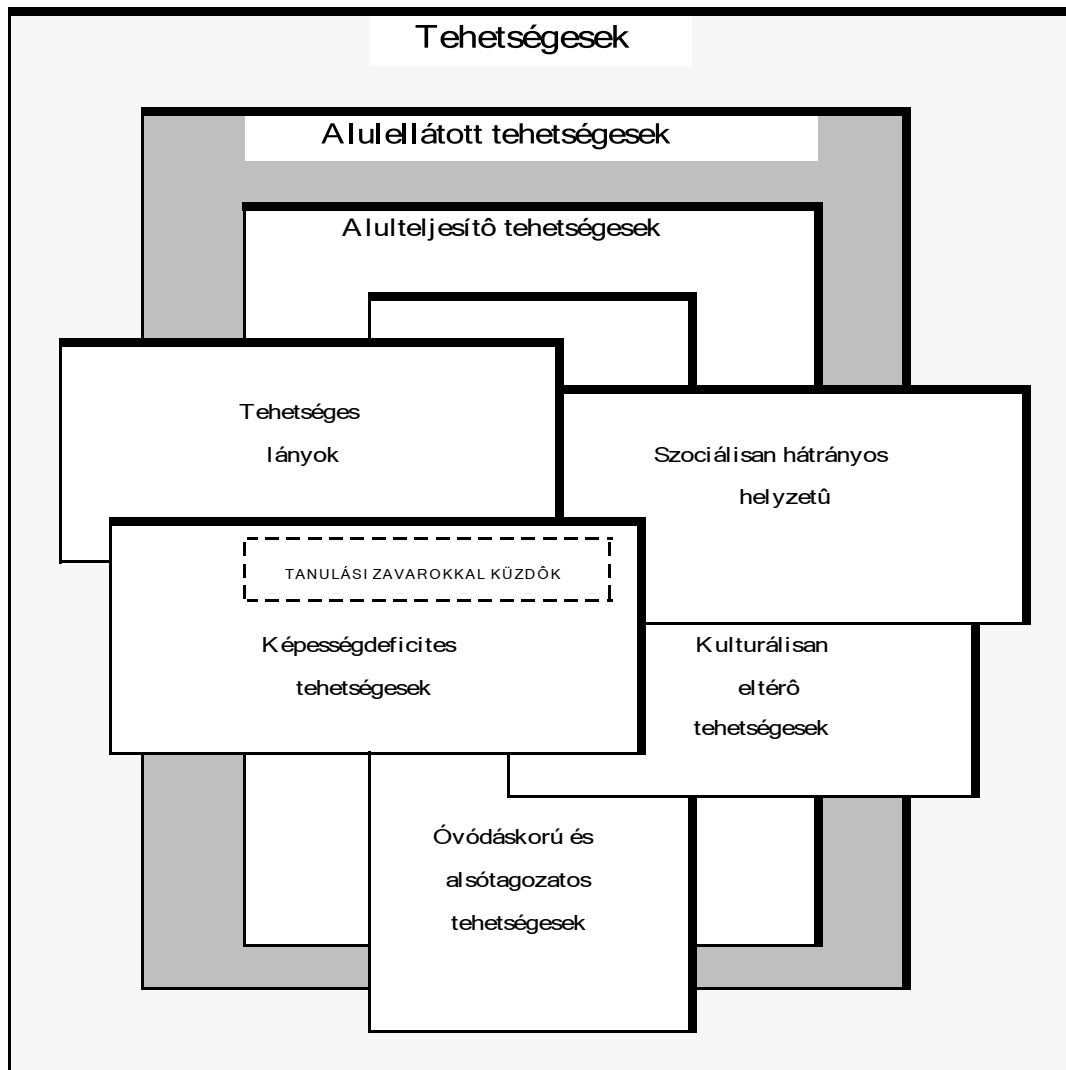 Tehetségesek
Alulellátott tehetségesek
Alulteljesítô tehetségesek
Tehetséges
lányok
Szociálisan hátrányos
helyzetû
TANULÁSI ZAVAROKKAL KÜZDÔK
Képességdeficites
tehetségesek
Kulturálisan
eltérô
tehetségesek
Óvódáskorú és
alsótagozatos
tehetségesek